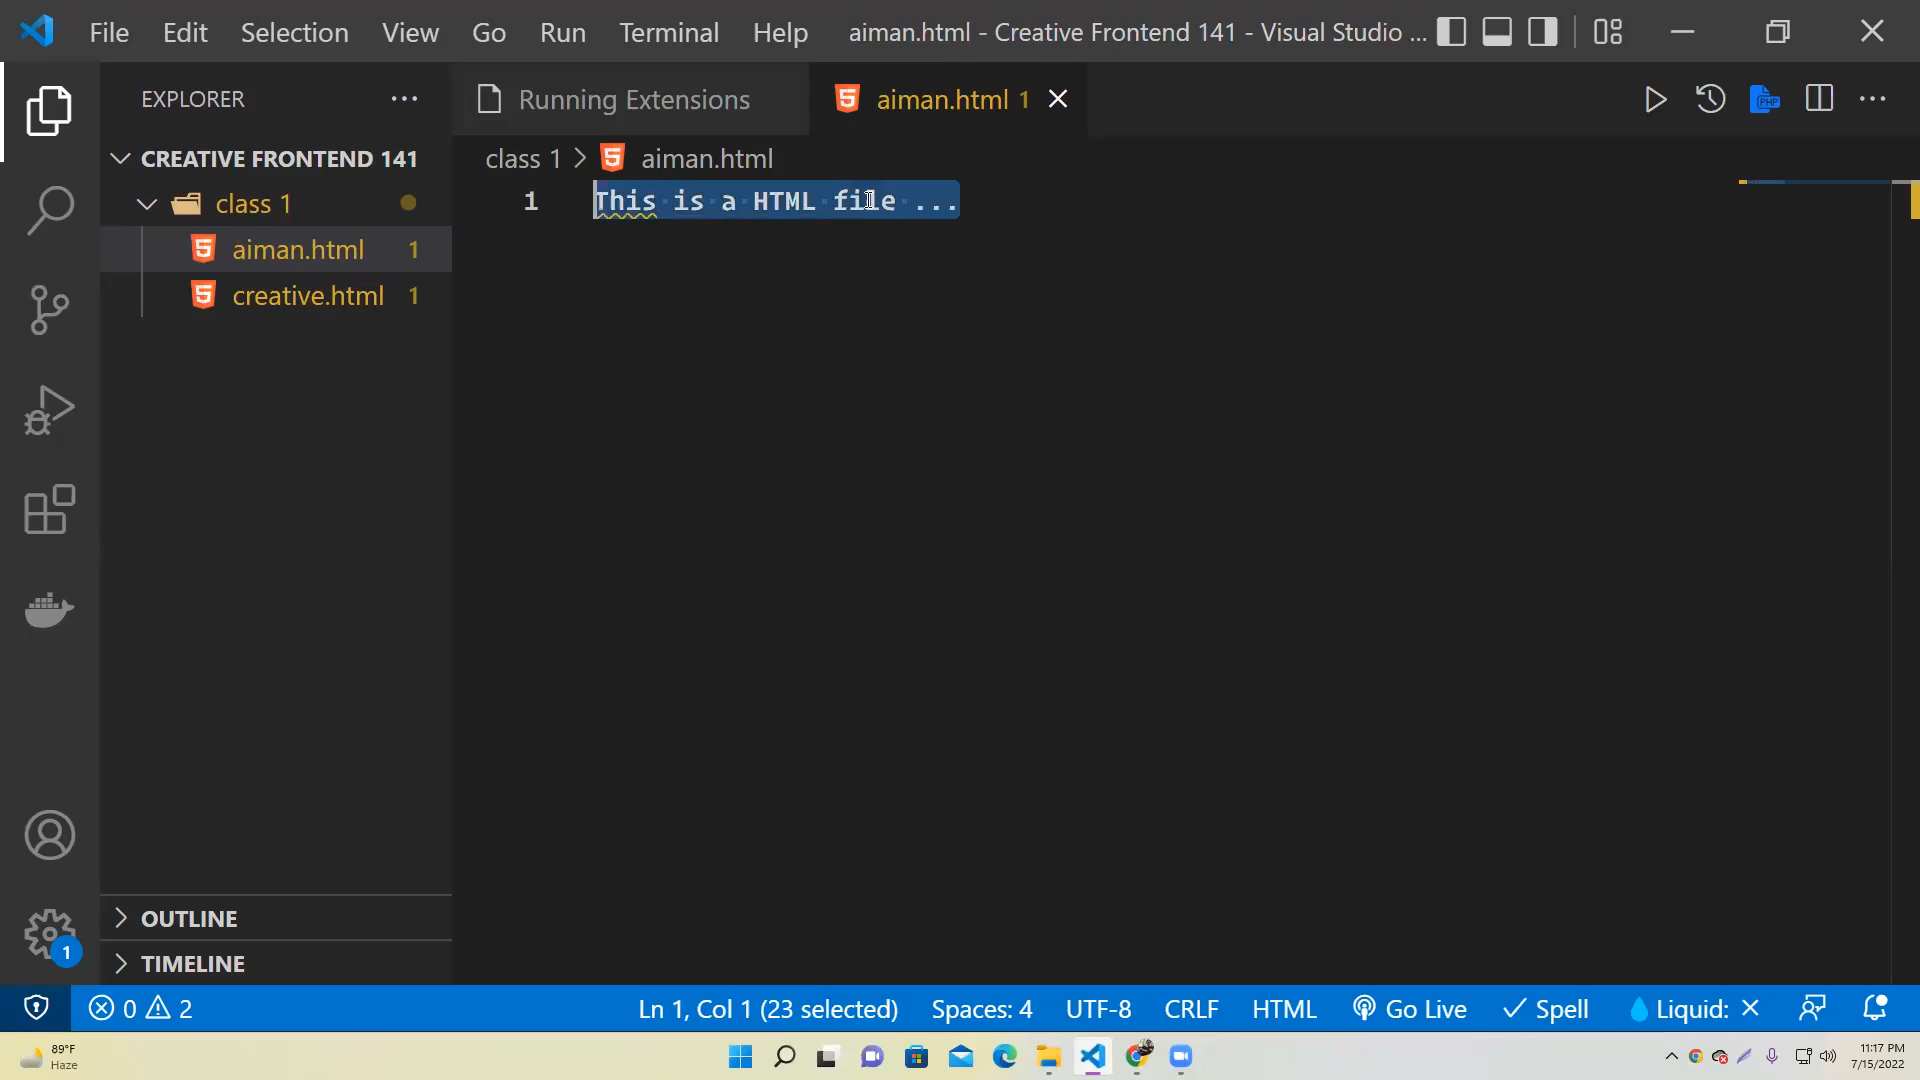 File Edit Selection View Go Run Terminal Help aiman.html - Creative Frontend 141 - Visual Studio ...
EXPLORER ...
Running Extensions
aiman.html 1
PHP
CREATIVE FRONTEND 141
class 1 > aiman.html
class 1
1 This is a HTML file ...
aiman.html 1
creative.html 1
OUTLINE
TIMELINE
1
0 2 Ln 1, Col 1 (23 selected) Spaces: 4 UTF-8 CRLF HTML Go Live Spell Liquid:
89°F
Haze
11:17 PM
7/15/2022